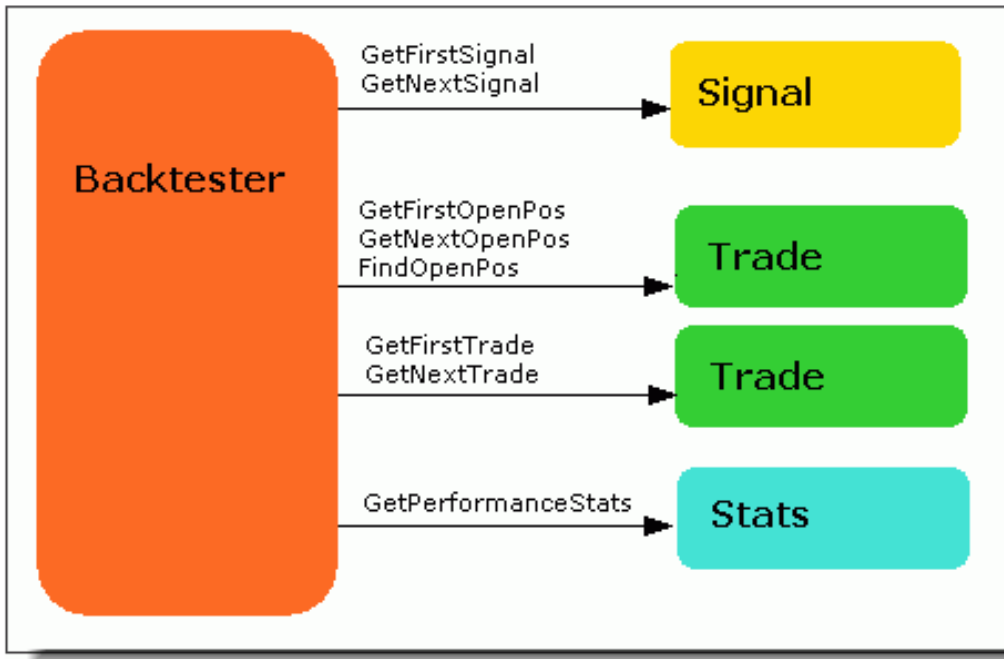 Backtester
GetFirstSignal
GetNextSignal
Signal
GetFirstOpenPos
GetNextOpenPos
FindOpenPos
Trade
GetFirstTrade
GetNextTrade
Trade
GetPerformanceStats
Stats